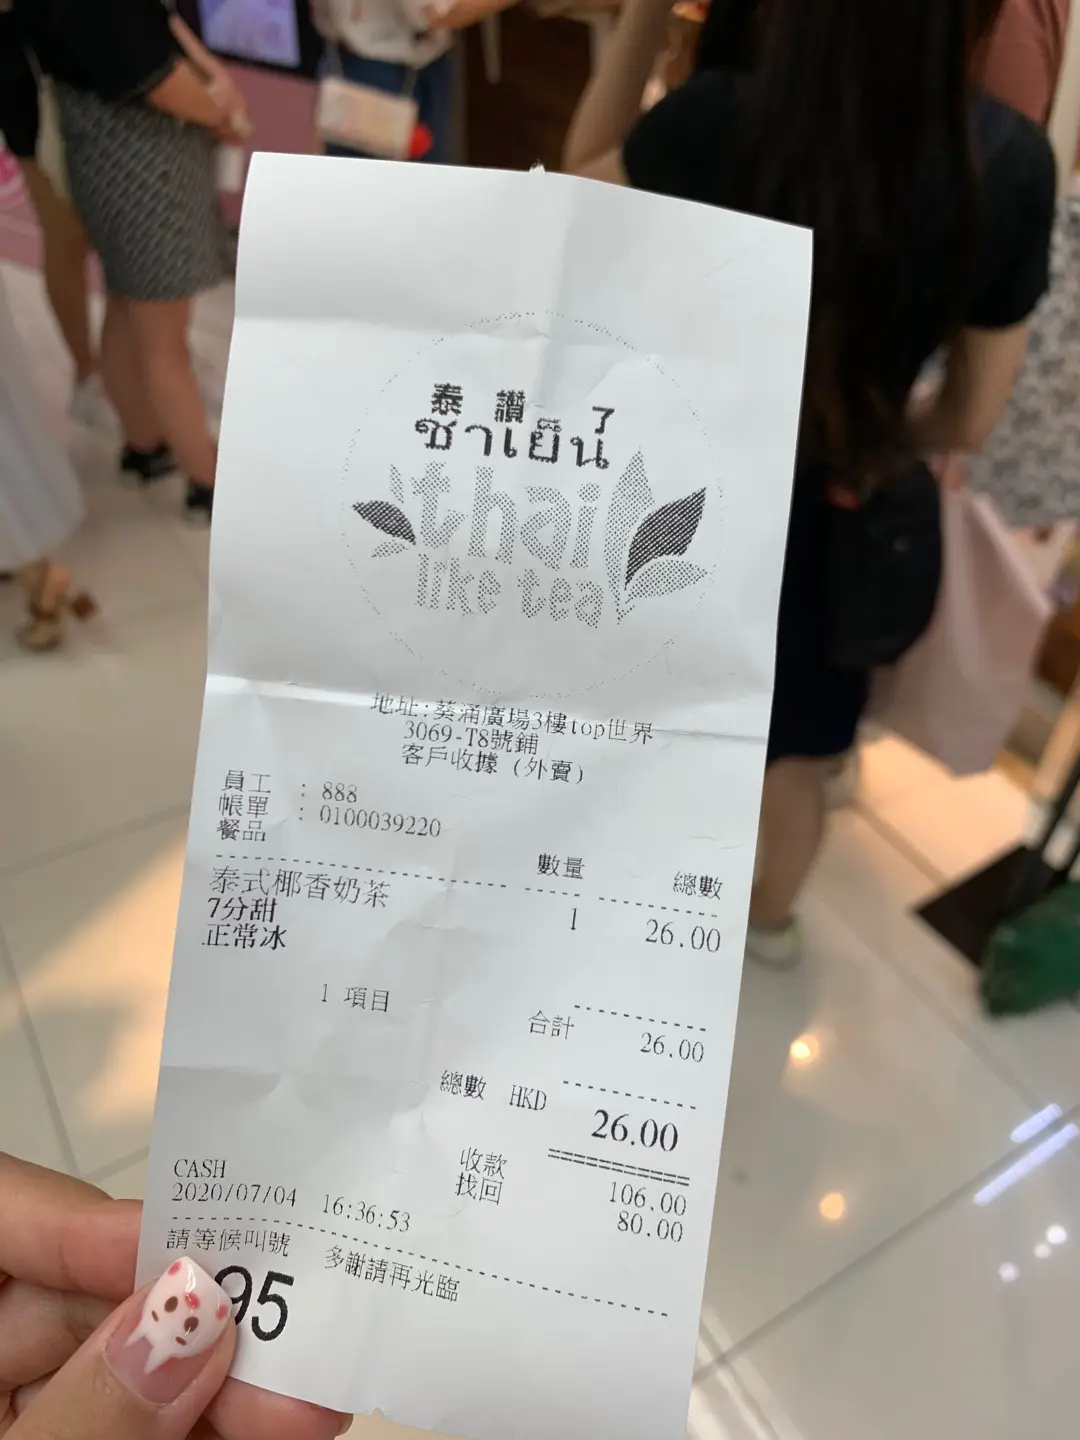 泰讚了
ชาเย็น
thai
like tea
地址:葵涌廣場3樓top世界
3069-T8號鋪
客戶收據 (外賣)
員工 : 888
帳單 : 0100039220
餐品 數量 總數
泰式椰香奶茶 1 26.00
7分甜
正常冰
1 項目
合計 26.00
總數 HKD 26.00
收款 106.00
找回 80.00
CASH
2020/07/04 16:36:53
請等候叫號 多謝請再光臨
95